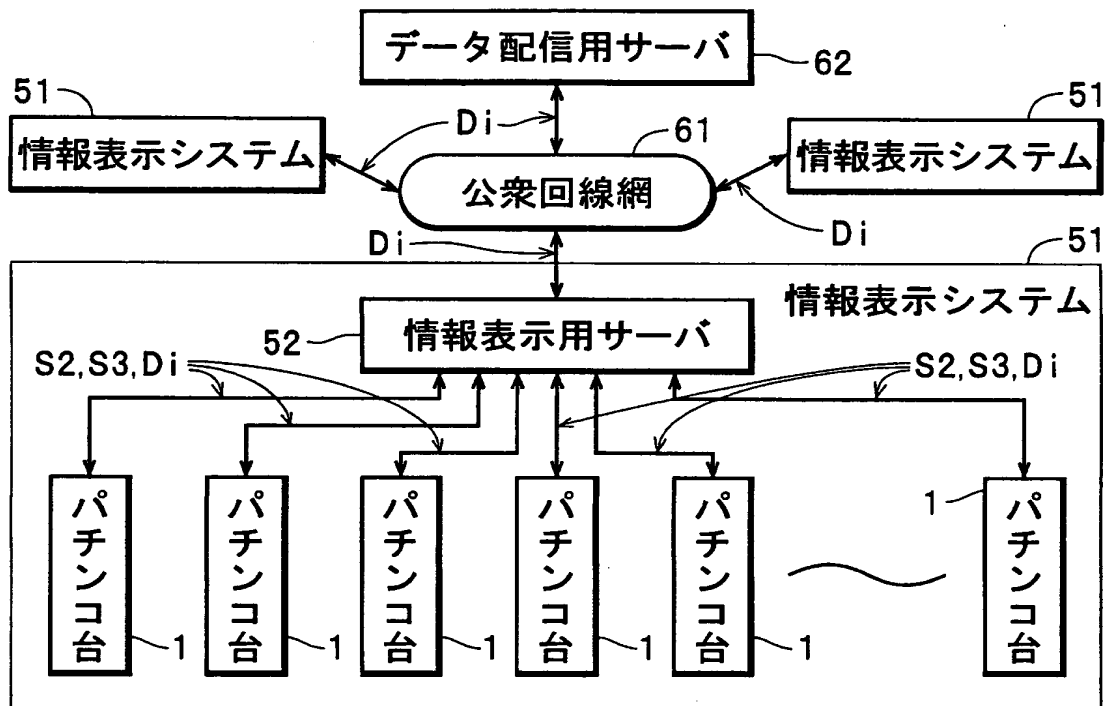 データ配信用サーバ
62
51
51
Di
61
情報表示システム
情報表示システム
公衆回線網
Di
Di
51
情報表示システム
52
情報表示用サーバ
S2,S3,Di
S2,S3,Di
1
パチンコ台
パチンコ台
パチンコ台
パチンコ台
パチンコ台
パチンコ台
1
1
1
1
1